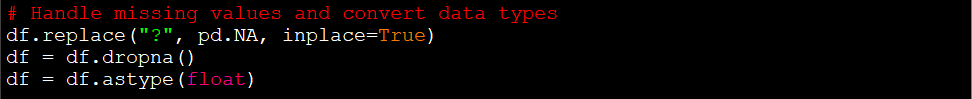 # Handle missing values and convert data types
df.replace("?", pd.NA, inplace=True)
df = df.dropna()
df = df.astype(float)